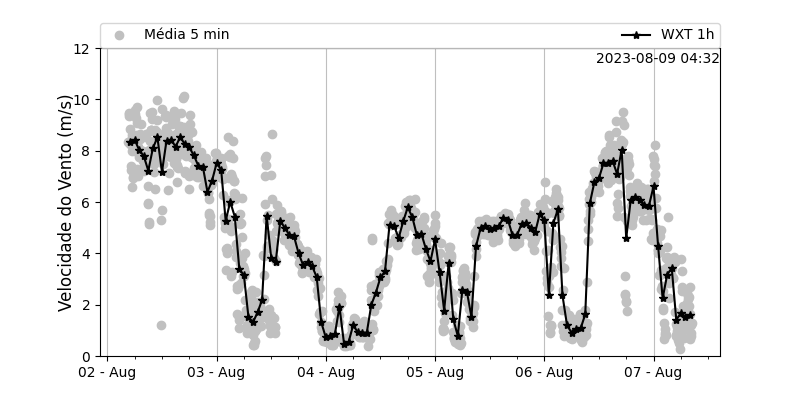 Média 5 min
WXT 1h
2023-08-09 04:32
Velocidade do Vento (m/s)
12
10
8
6
4
2
0
02 - Aug
03 - Aug
04 - Aug
05 - Aug
06 - Aug
07 - Aug